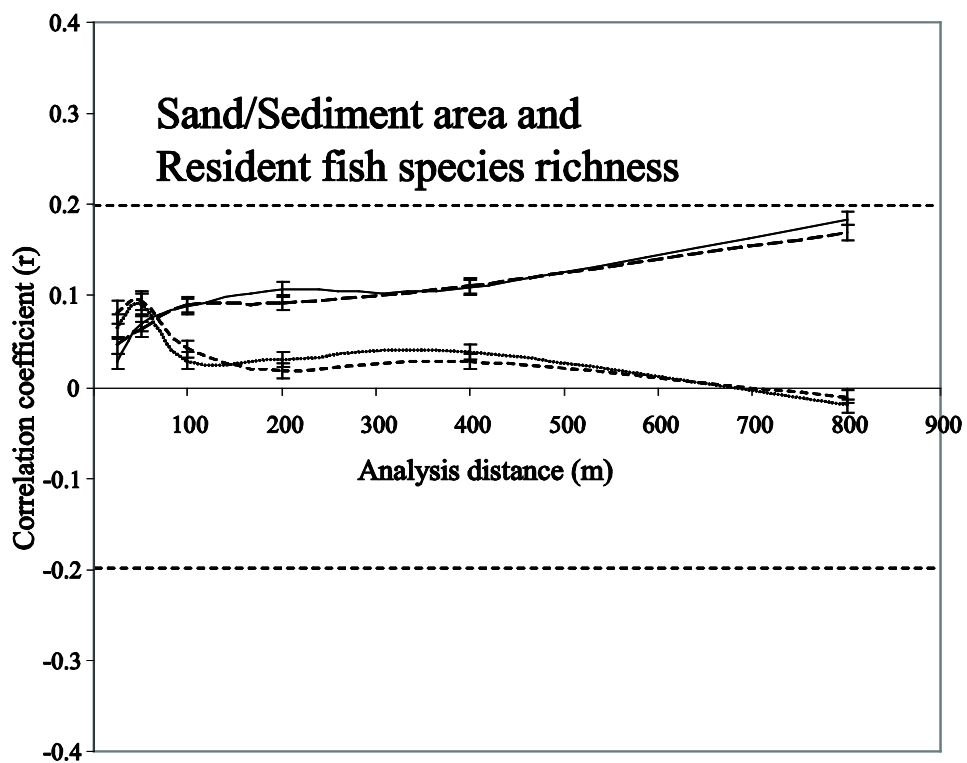 0.4
0.3
Sand/Sediment area and
Resident fish species richness
0.2
0.1
0
100 200 300 400 500 600 700 800 900
Analysis distance (m)
-0.1
-0.2
-0.3
-0.4
Correlation coefficient (r)